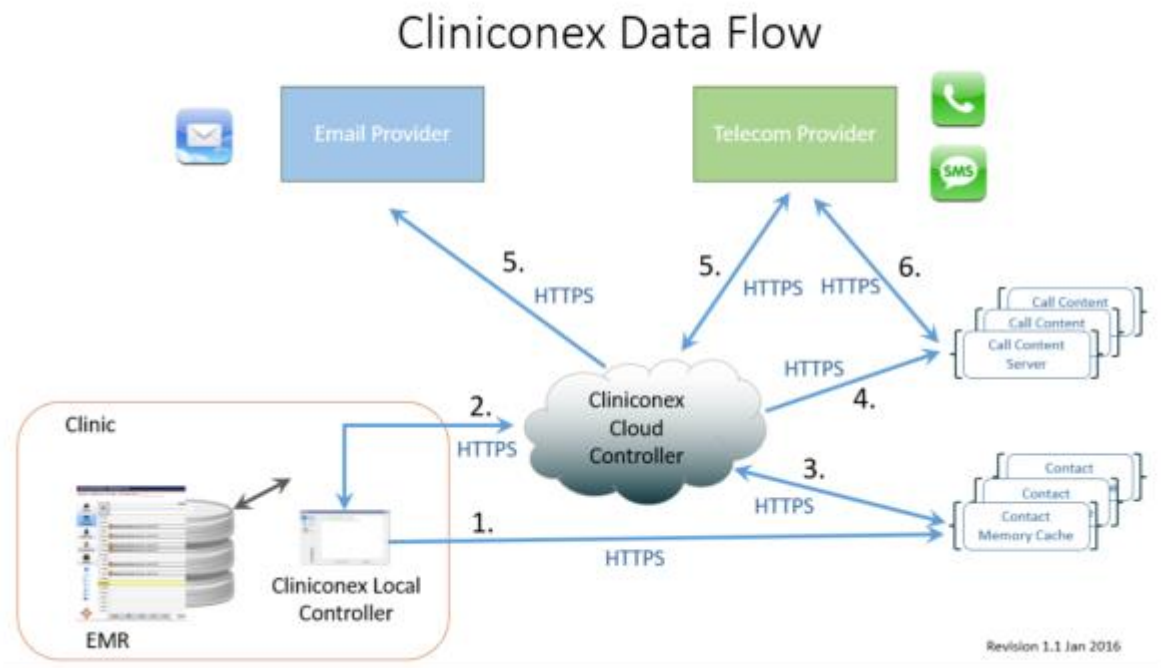 Cliniconex Data Flow
Email Provider
Telecom Provider
SMS
5.
HTTPS
5.
HTTPS
HTTPS
6.
Call Content
Call Content
Call Content
Server
HTTPS
4.
Cliniconex
Cloud
Controller
Clinic
2.
HTTPS
3.
HTTPS
Contact
Contact
Contact
Memory Cache
1.
HTTPS
Cliniconex Local
Controller
EMR
Revision 1.1 Jan 2016